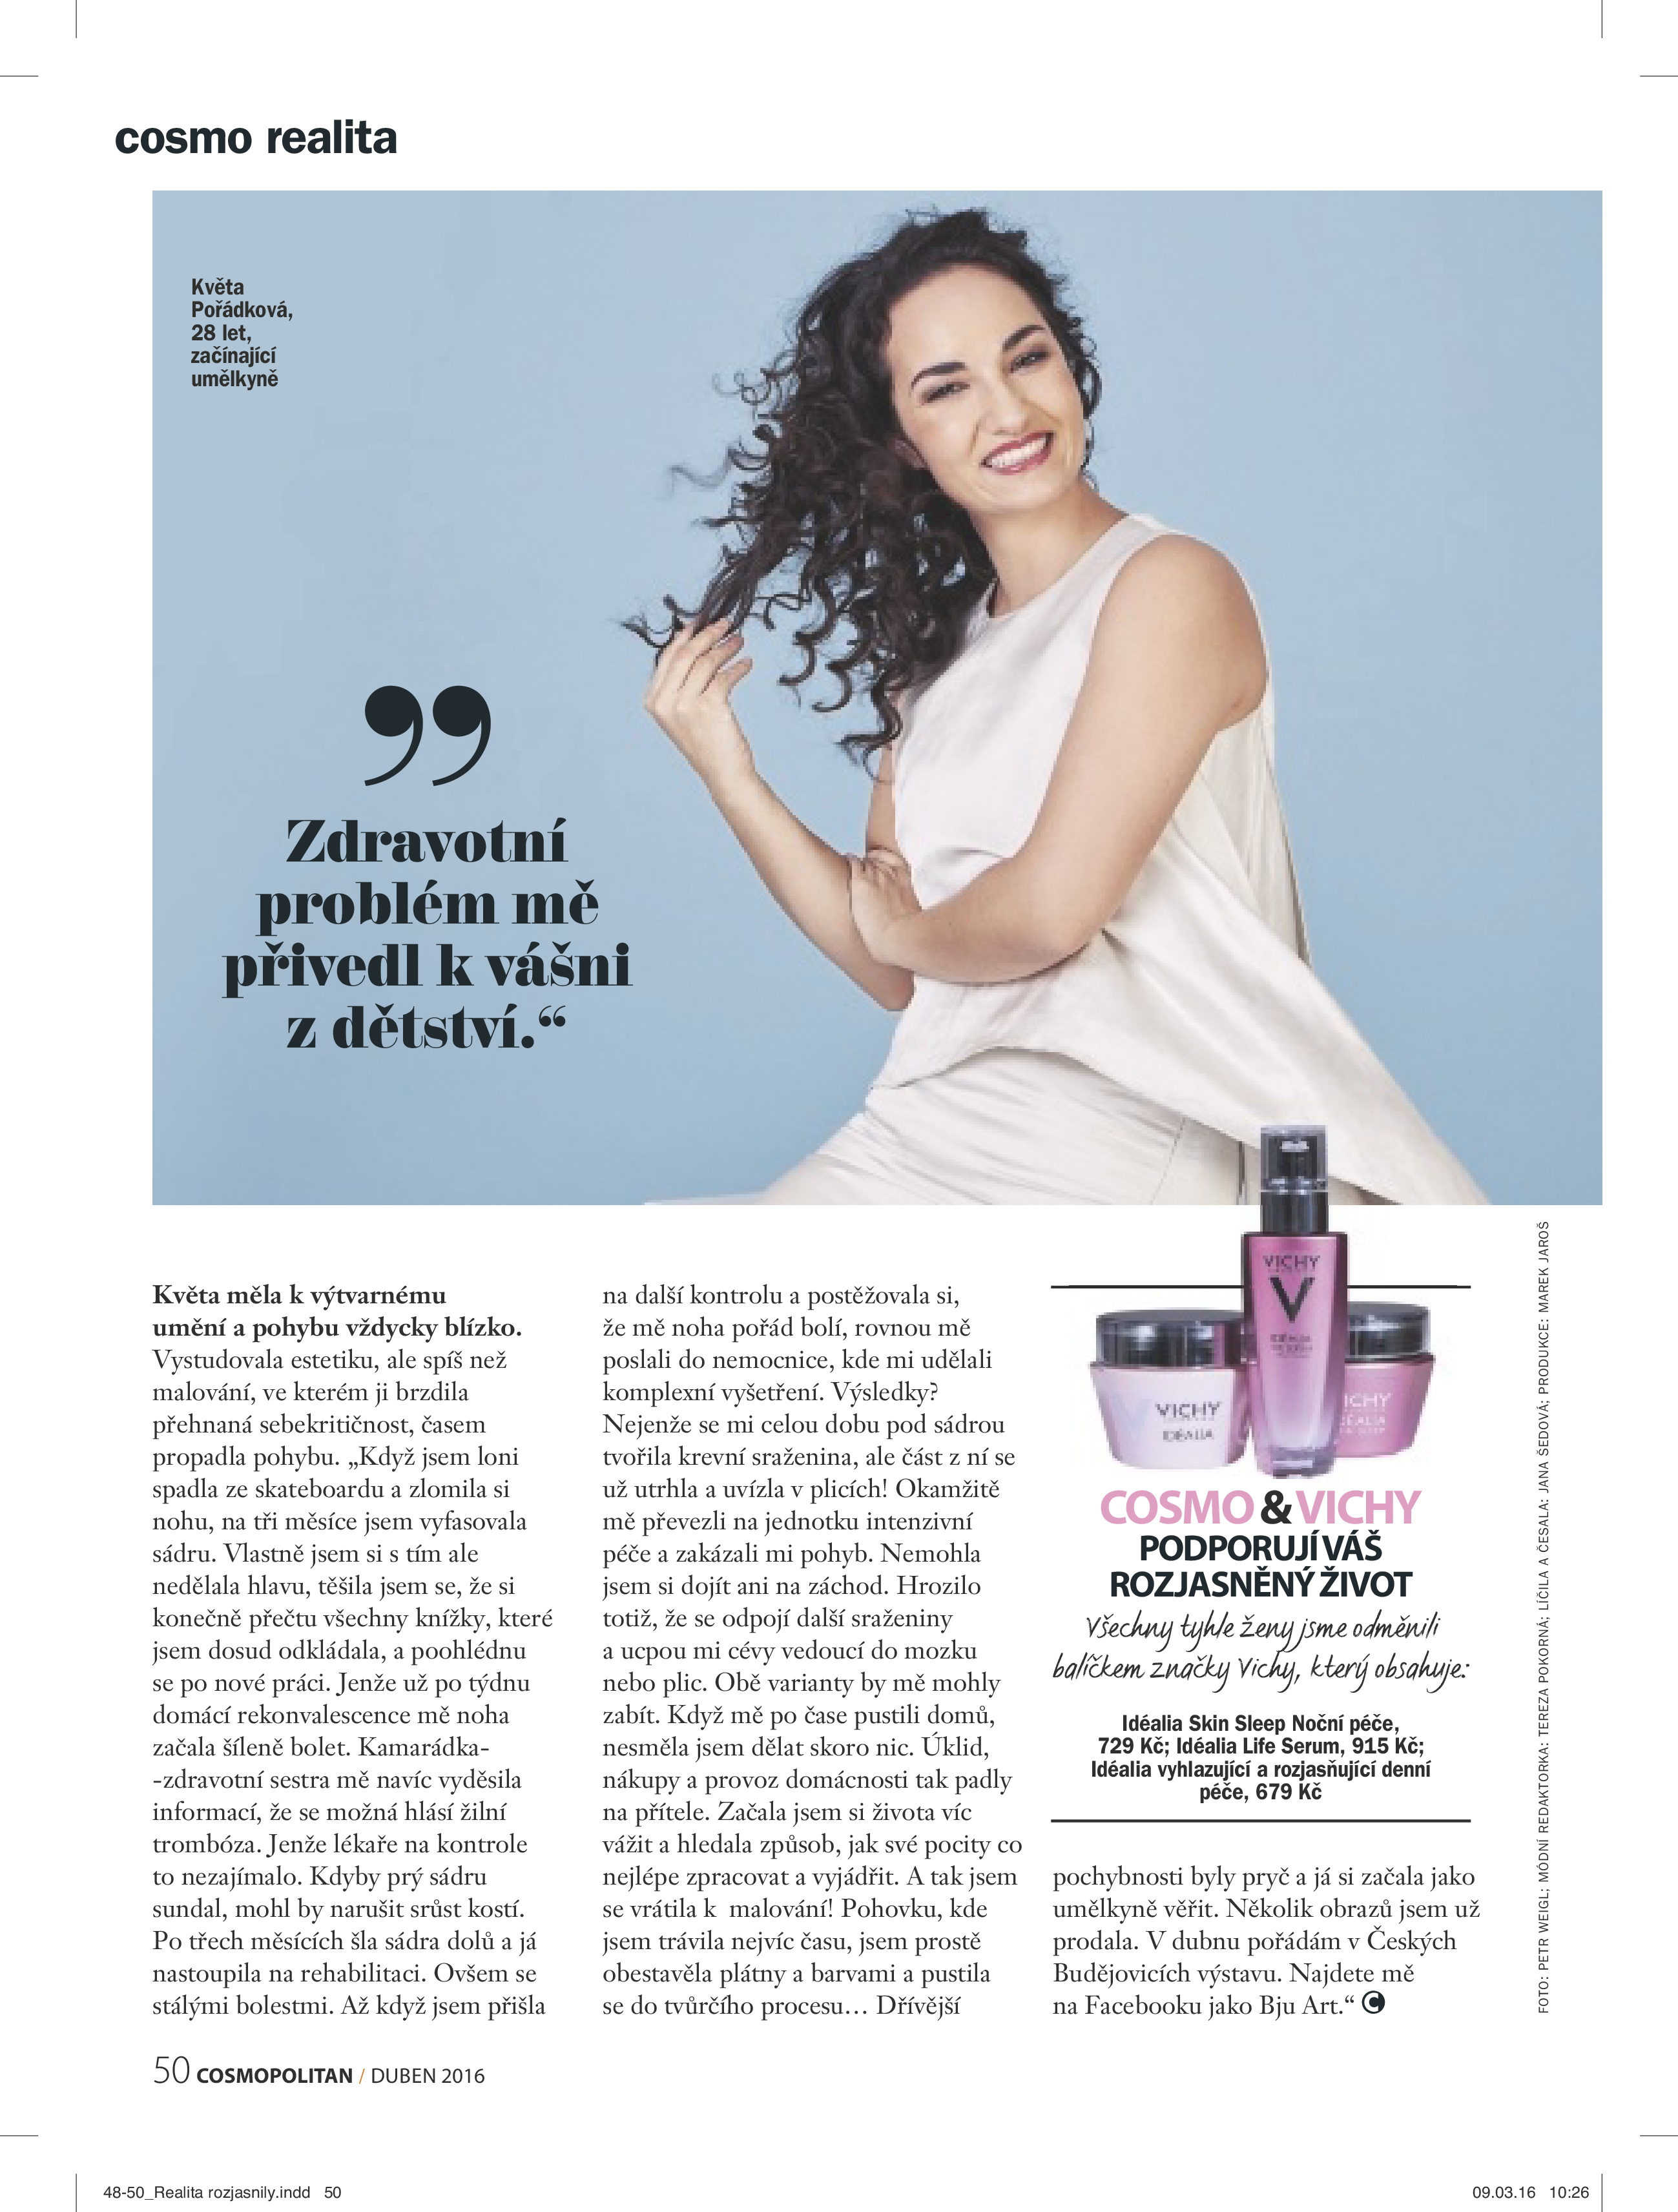 cosmo realita
Květa
Pořádková,
28 let,
začínající
umělkyně
”
Zdravotní
problém mě
přivedl k vášni
z dětství.“
Květa měla k výtvarnému
umění a pohybu vždycky blízko.
Vystudovala estetiku, ale spíš než
malování, ve kterém ji brzdila
přehnaná sebekritičnost, časem
propadla pohybu. „Když jsem loni
spadla ze skateboardu a zlomila si
nohu, na tři měsíce jsem vyfasovala
sádru. Vlastně jsem si s tím ale
nedělala hlavu, těšila jsem se, že si
konečně přečtu všechny knížky, které
jsem dosud odkládala, a poohlédnu
se po nové práci. Jenže už po týdnu
domácí rekonvalescence mě noha
začala šíleně bolet. Kamarádka-
-zdravotní sestra mě navíc vyděsila
informací, že se možná hlásí žilní
trombóza. Jenže lékaře na kontrole
to nezajímalo. Kdyby prý sádru
sundal, mohl by narušit srůst kostí.
Po třech měsících šla sádra dolů a já
nastoupila na rehabilitaci. Ovšem se
stálými bolestmi. Až když jsem přišla
na další kontrolu a postěžovala si,
že mě noha pořád bolí, rovnou mě
poslali do nemocnice, kde mi udělali
komplexní vyšetření. Výsledky?
Nejenže se mi celou dobu pod sádrou
tvořila krevní sraženina, ale část z ní se
už utrhla a uvízla v plicích! Okamžitě
mě převezli na jednotku intenzivní
péče a zakázali mi pohyb. Nemohla
jsem si dojít ani na záchod. Hrozilo
totiž, že se odpojí další sraženiny
a ucpou mi cévy vedoucí do mozku
nebo plic. Obě varianty by mě mohly
zabít. Když mě po čase pustili domů,
nesměla jsem dělat skoro nic. Úklid,
nákupy a provoz domácnosti tak padly
na přítele. Začala jsem si života víc
vážit a hledala způsob, jak své pocity co
nejlépe zpracovat a vyjádřit. A tak jsem
se vrátila k malování! Pohovku, kde
jsem trávila nejvíc času, jsem prostě
obestavěla plátny a barvami a pustila
se do tvůrčího procesu… Dřívější
VICHY
V
VICHY
IDÉALIA
VICHY
IDÉALIA
COSMO & VICHY
PODPORUJÍ VÁŠ
ROZJASNĚNÝ ŽIVOT
Všechny tyhle ženy jsme odměnili
balíčkem značky Vichy, který obsahuje:
Idéalia Skin Sleep Noční péče,
729 Kč; Idéalia Life Serum, 915 Kč;
Idéalia vyhlazující a rozjasňující denní
péče, 679 Kč
pochybnosti byly pryč a já si začala jako
umělkyně věřit. Několik obrazů jsem už
prodala. V dubnu pořádám v Českých
Budějovicích výstavu. Najdete mě
na Facebooku jako Bju Art.“ C
FOTO: PETR WEIGL; MÓDNÍ REDAKTORKA: TEREZA POKORNÁ; LÍČILA A ČESALA: JANA ŠEDOVÁ; PRODUKCE: MAREK JAROŠ
50 COSMOPOLITAN / DUBEN 2016
48-50_Realita rozjasnily.indd 50
09.03.16 10:26